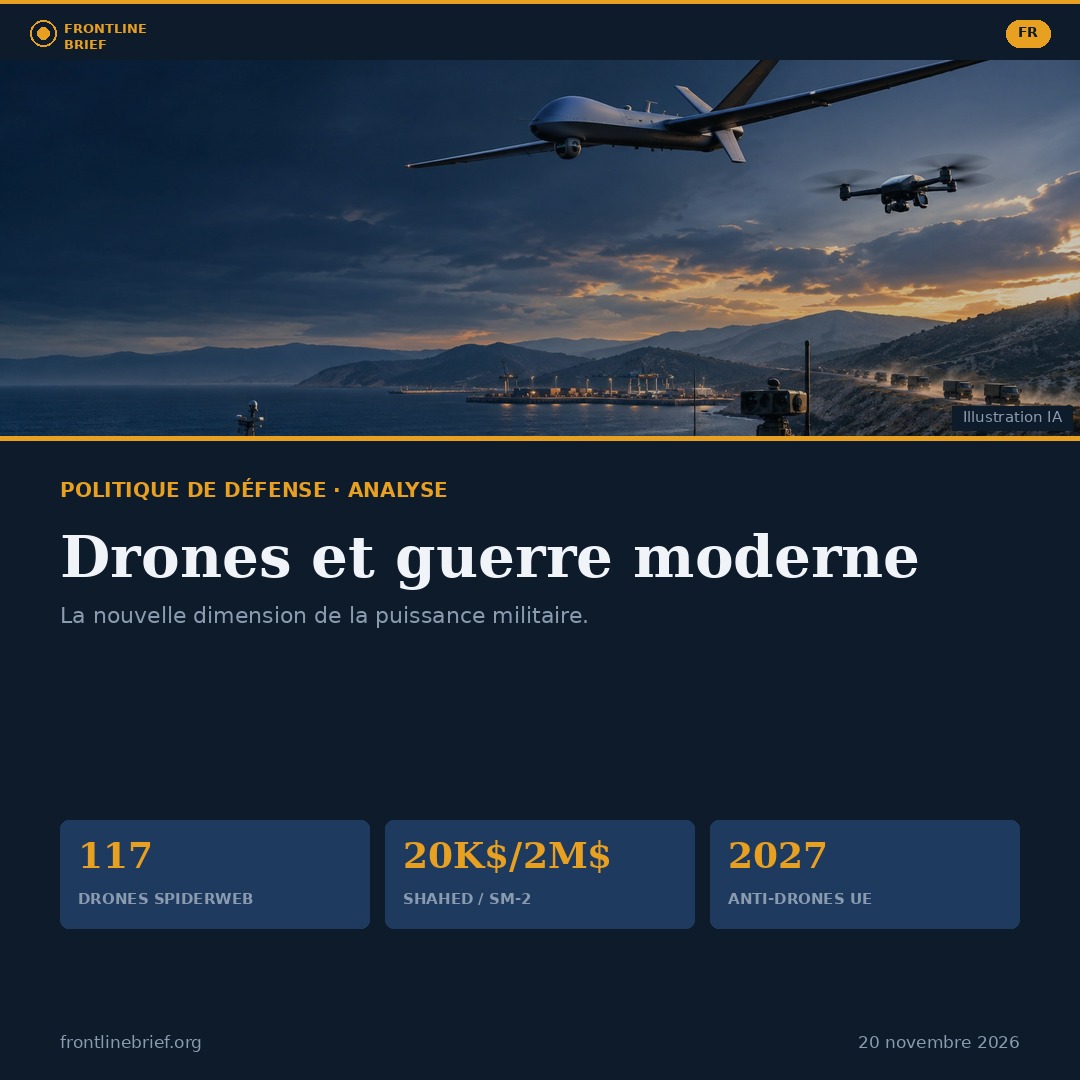 FRONTLINE
BRIEF
FR
Illustration IA
POLITIQUE DE DÉFENSE · ANALYSE
Drones et guerre moderne
La nouvelle dimension de la puissance militaire.
117
DRONES SPIDERWEB
20K$/2M$
SHAHED / SM-2
2027
ANTI-DRONES UE
frontlinebrief.org
20 novembre 2026